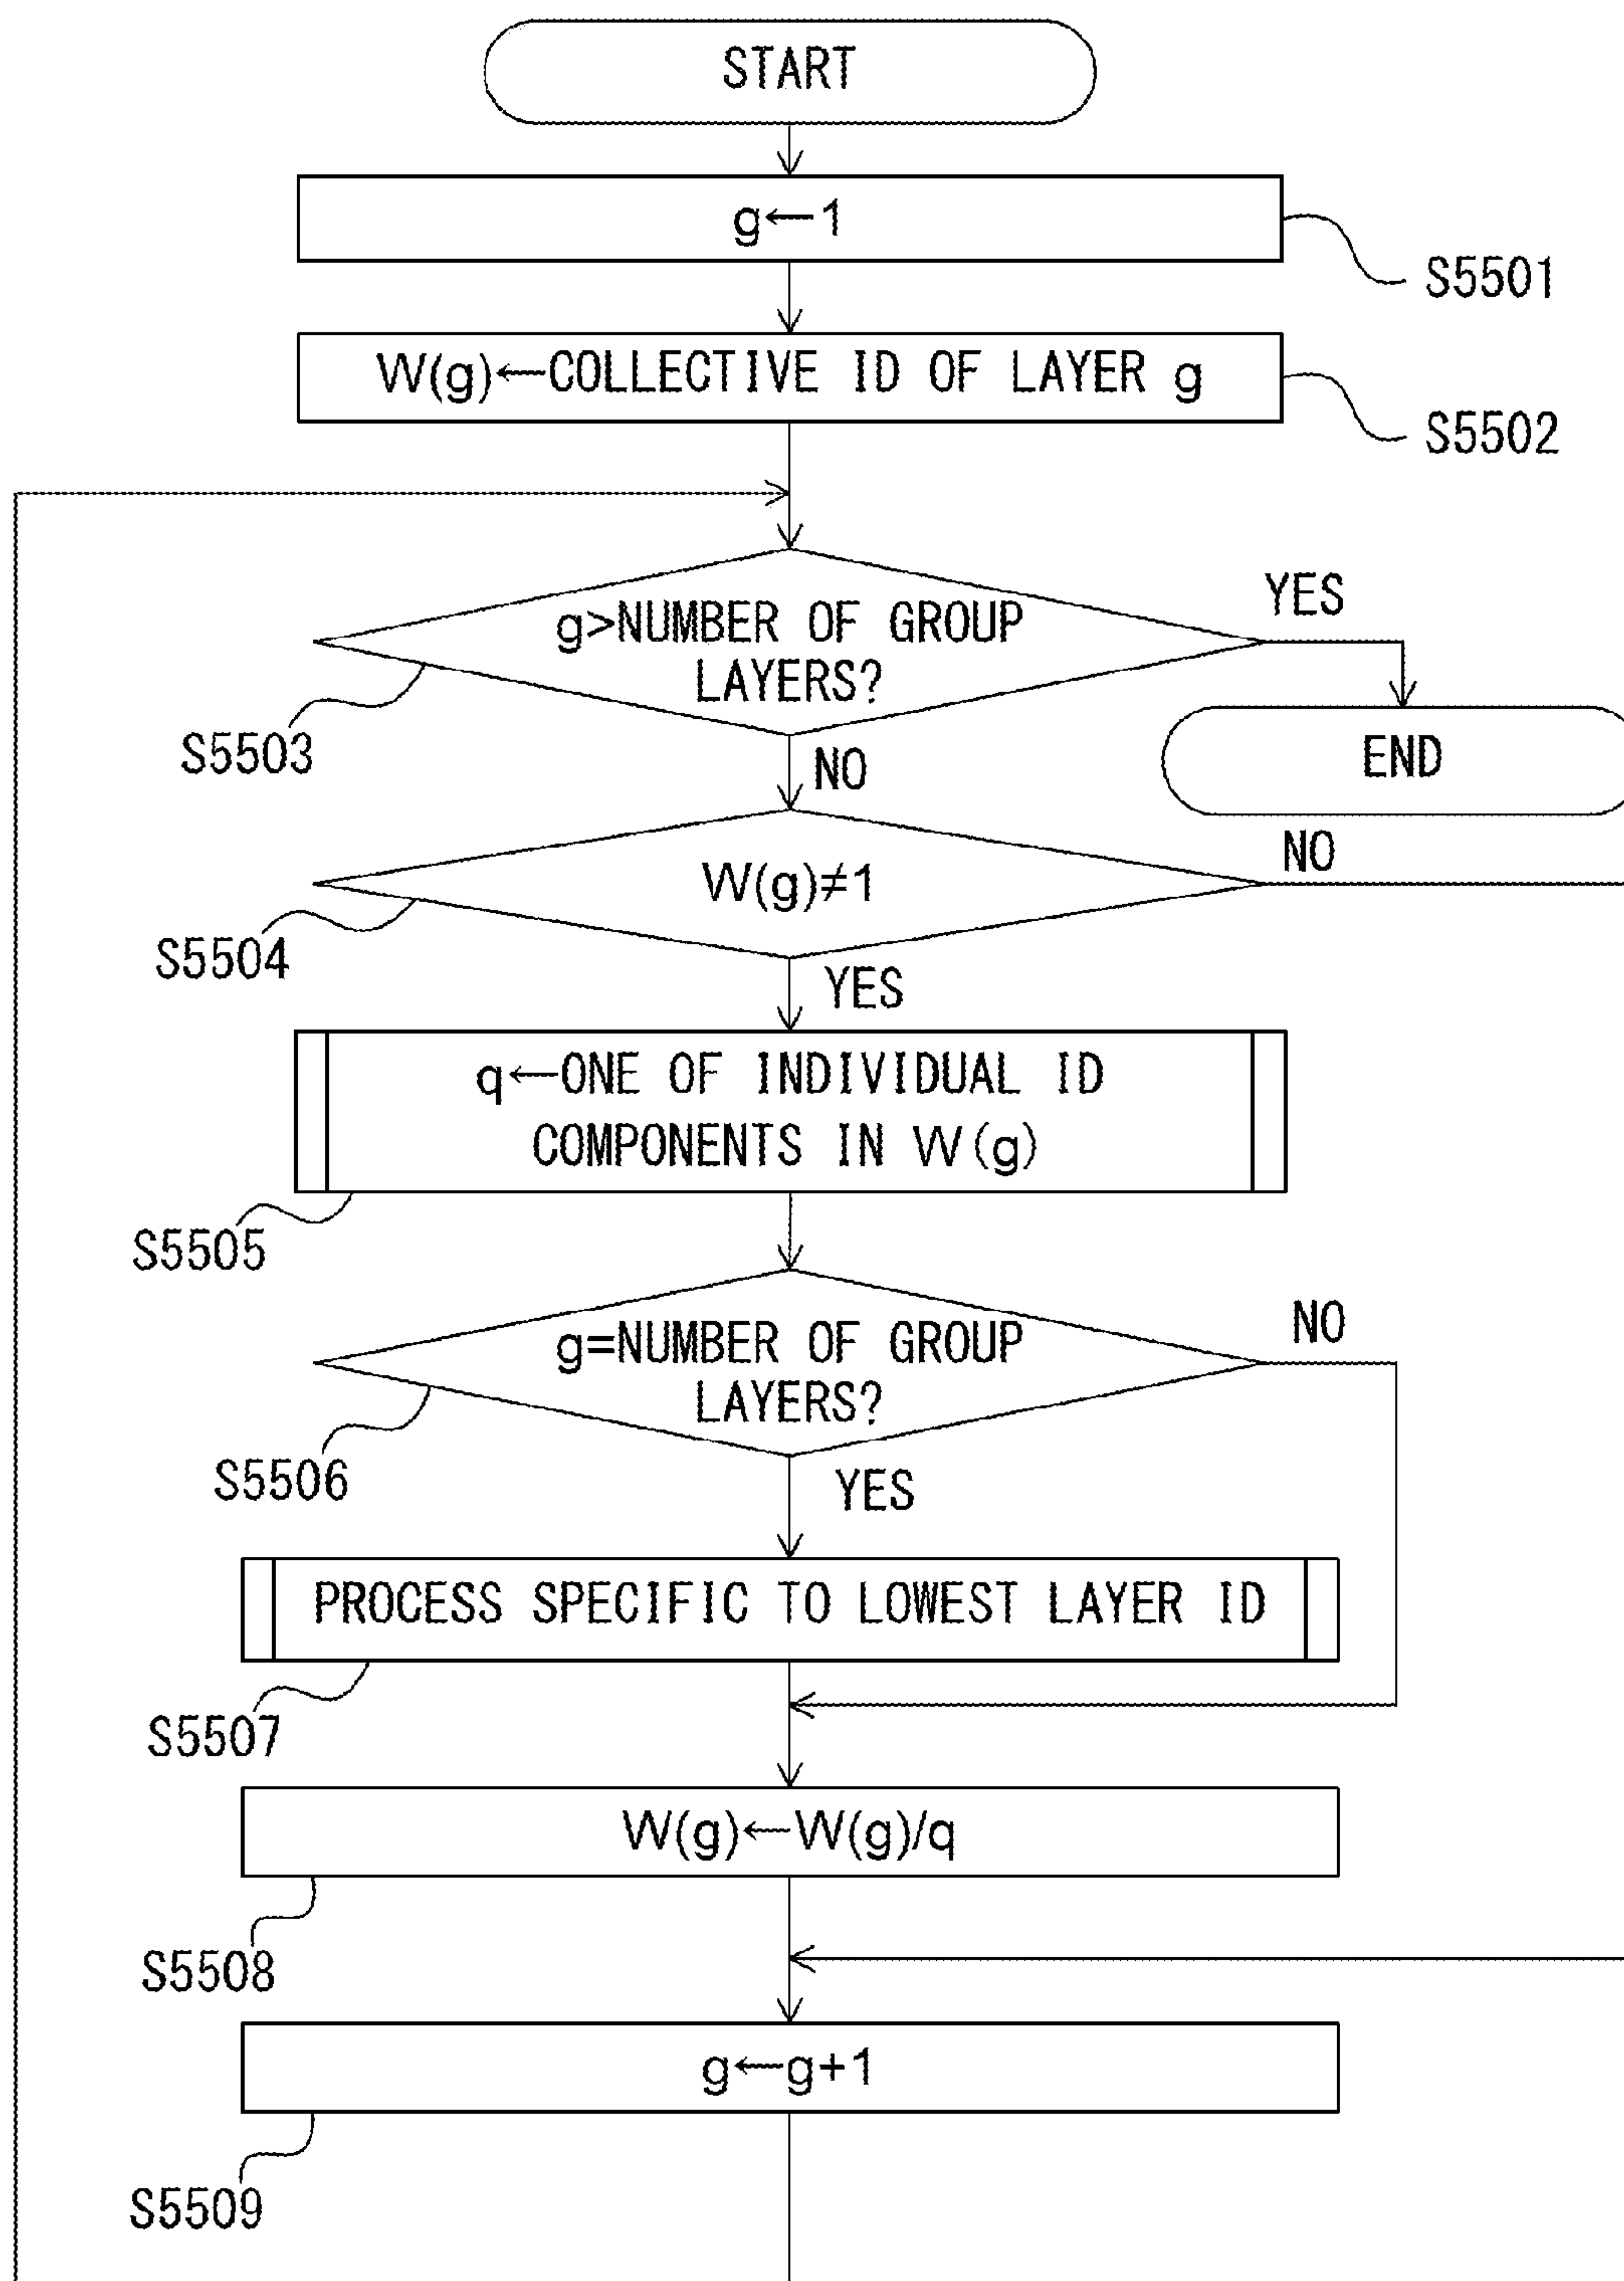 START
g←1
S5501
W(g)←COLLECTIVE ID OF LAYER g
S5502
YES
g>NUMBER OF GROUP
LAYERS?
S5503
NO
END
NO
W(g)≠1
S5504
YES
q←ONE OF INDIVIDUAL ID
COMPONENTS IN W(g)
S5505
NO
g=NUMBER OF GROUP
LAYERS?
S5506
YES
PROCESS SPECIFIC TO LOWEST LAYER ID
S5507
W(g)←W(g)/q
S5508
g←g+1
S5509